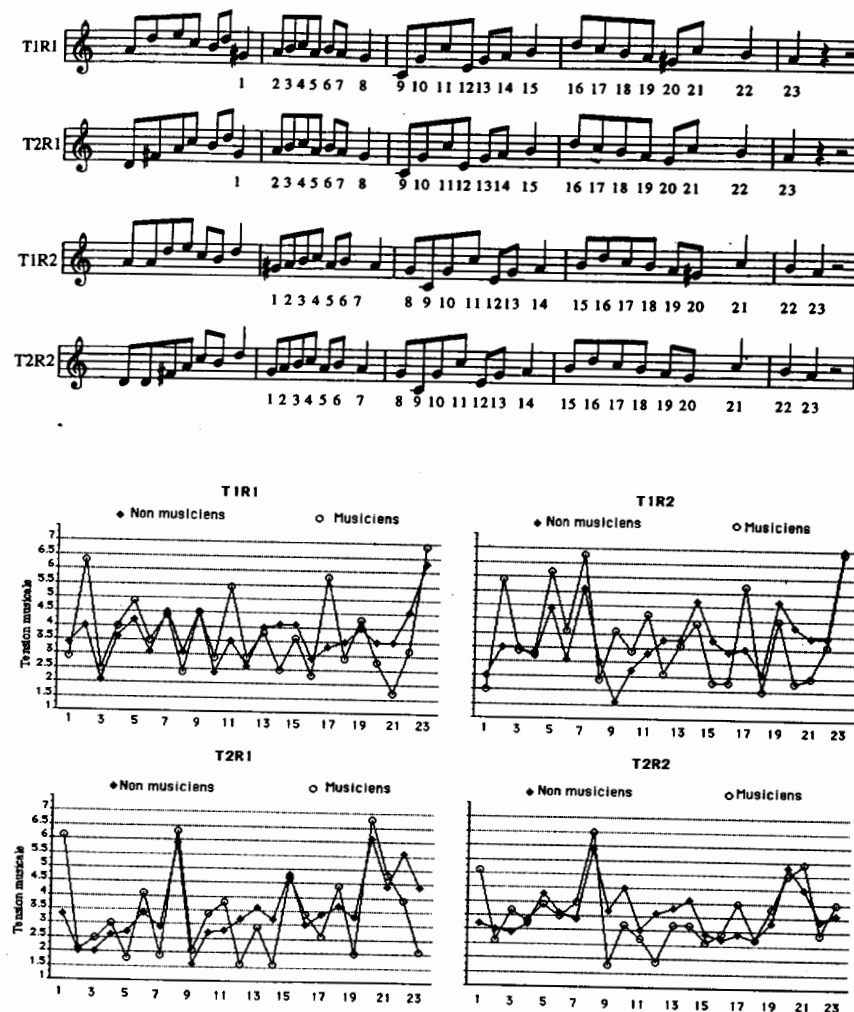 T1R1
1 2 3 4 5 6 7 8 9 10 11 12 13 14 15 16 17 18 19 20 21 22 23
T2R1
1 2 3 4 5 6 7 8 9 10 11 12 13 14 15 16 17 18 19 20 21 22 23
T1R2
1 2 3 4 5 6 7 8 9 10 11 12 13 14 15 16 17 18 19 20 21 22 23
T2R2
1 2 3 4 5 6 7 8 9 10 11 12 13 14 15 16 17 18 19 20 21 22 23
T1R1
Non musiciens Musiciens
Tension musicale
7
6.5
5.5
5
4.5
4
3.5
3
2.5
2
1.5
1
1 3 5 7 9 11 13 15 17 19 21 23
T1R2
Non musiciens Musiciens
1 3 5 7 9 11 13 15 17 19 21 23
T2R1
Non musiciens Musiciens
Tension musicale
7
6.5
5.5
5
4.5
4
3.5
3
2.5
2
1.5
1
1 3 5 7 9 11 13 15 17 19 21 23
T2R2
Non musiciens Musiciens
1 3 5 7 9 11 13 15 17 19 21 23